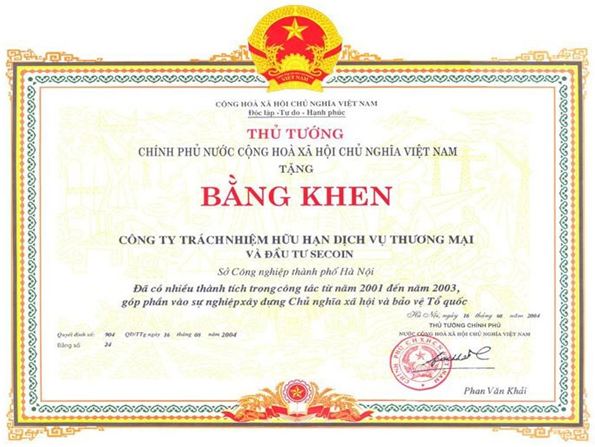 VIỆT NAM
CỘNG HOÀ XÃ HỘI CHỦ NGHĨA VIỆT NAM
Độc lập - Tự do - Hạnh phúc
THỦ TƯỚNG
CHÍNH PHỦ NƯỚC CỘNG HOÀ XÃ HỘI CHỦ NGHĨA VIỆT NAM
TẶNG
BẰNG KHEN
CÔNG TY TRÁCH NHIỆM HỮU HẠN DỊCH VỤ THƯƠNG MẠI
VÀ ĐẦU TƯ SECOIN
Sở Công nghiệp thành phố Hà Nội
Đã có nhiều thành tích trong công tác từ năm 2001 đến năm 2003,
góp phần vào sự nghiệp xây dựng Chủ nghĩa xã hội và bảo vệ Tổ quốc
Hà Nội, ngày 16 tháng 08 năm 2004
THỦ TƯỚNG CHÍNH PHỦ
NƯỚC CỘNG HOÀ XÃ HỘI CHỦ NGHĨA VIỆT NAM
Quyết định số: 904 QĐ/TTg ngày 16 tháng 08 năm 2004
Bằng số: 24
Phan Văn Khải